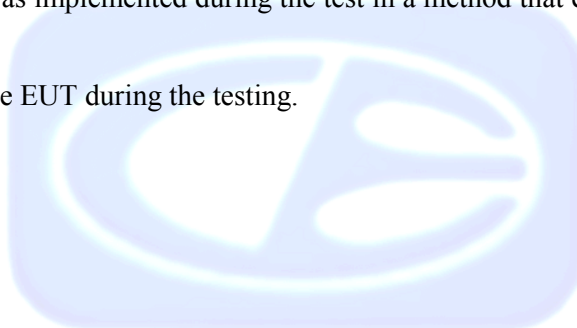 as implemented during the test in a method that
e EUT during the testing.